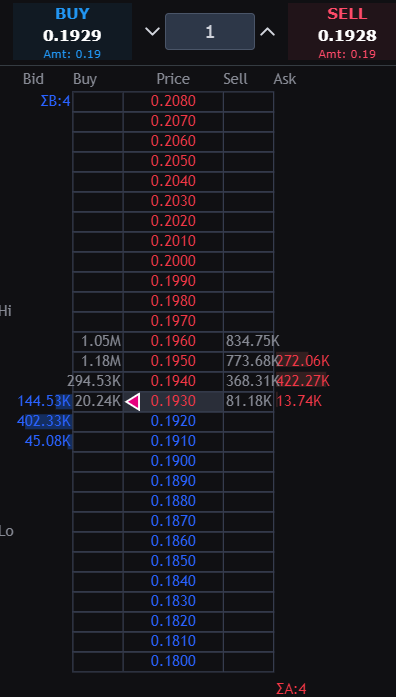 BUY 1 SELL
0.1929 0.1928
Amt: 0.19 Amt: 0.19
Bid Buy Price Sell Ask
ΣB:4 0.2080
0.2070
0.2060
0.2050
0.2040
0.2030
0.2020
0.2010
0.2000
0.1990
0.1980
Hi
0.1970
1.05M 0.1960 834.75K
1.18M 0.1950 773.68K 272.06K
294.53K 0.1940 368.31K 422.27K
144.53K 20.24K 0.1930 81.18K 13.74K
402.33K 0.1920
45.08K 0.1910
0.1900
0.1890
0.1880
0.1870
Lo
0.1860
0.1850
0.1840
0.1830
0.1820
0.1810
0.1800
ΣA:4